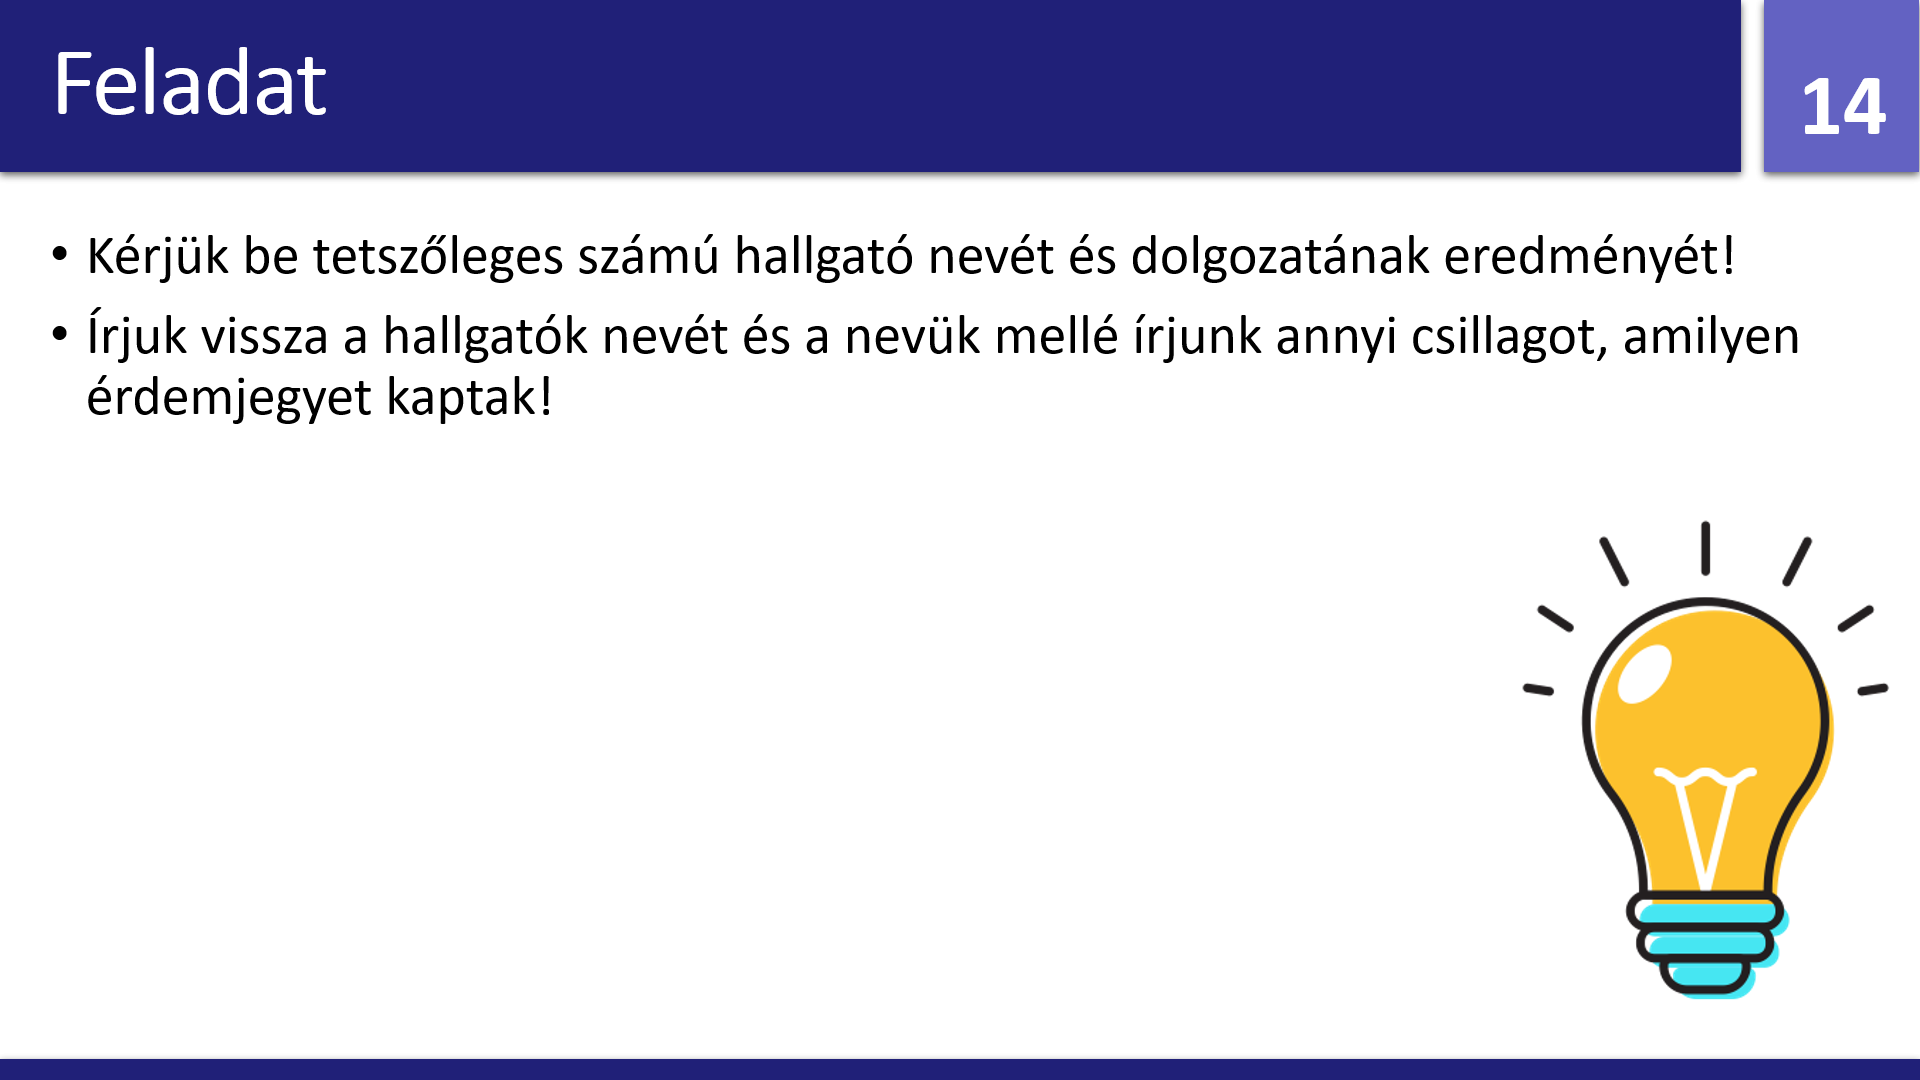 Feladat
14
• Kérjük be tetszőleges számú hallgató nevét és dolgozatának eredményét!
• Írjuk vissza a hallgatók nevét és a nevük mellé írjunk annyi csillagot, amilyen
érdemjegyet kaptak!